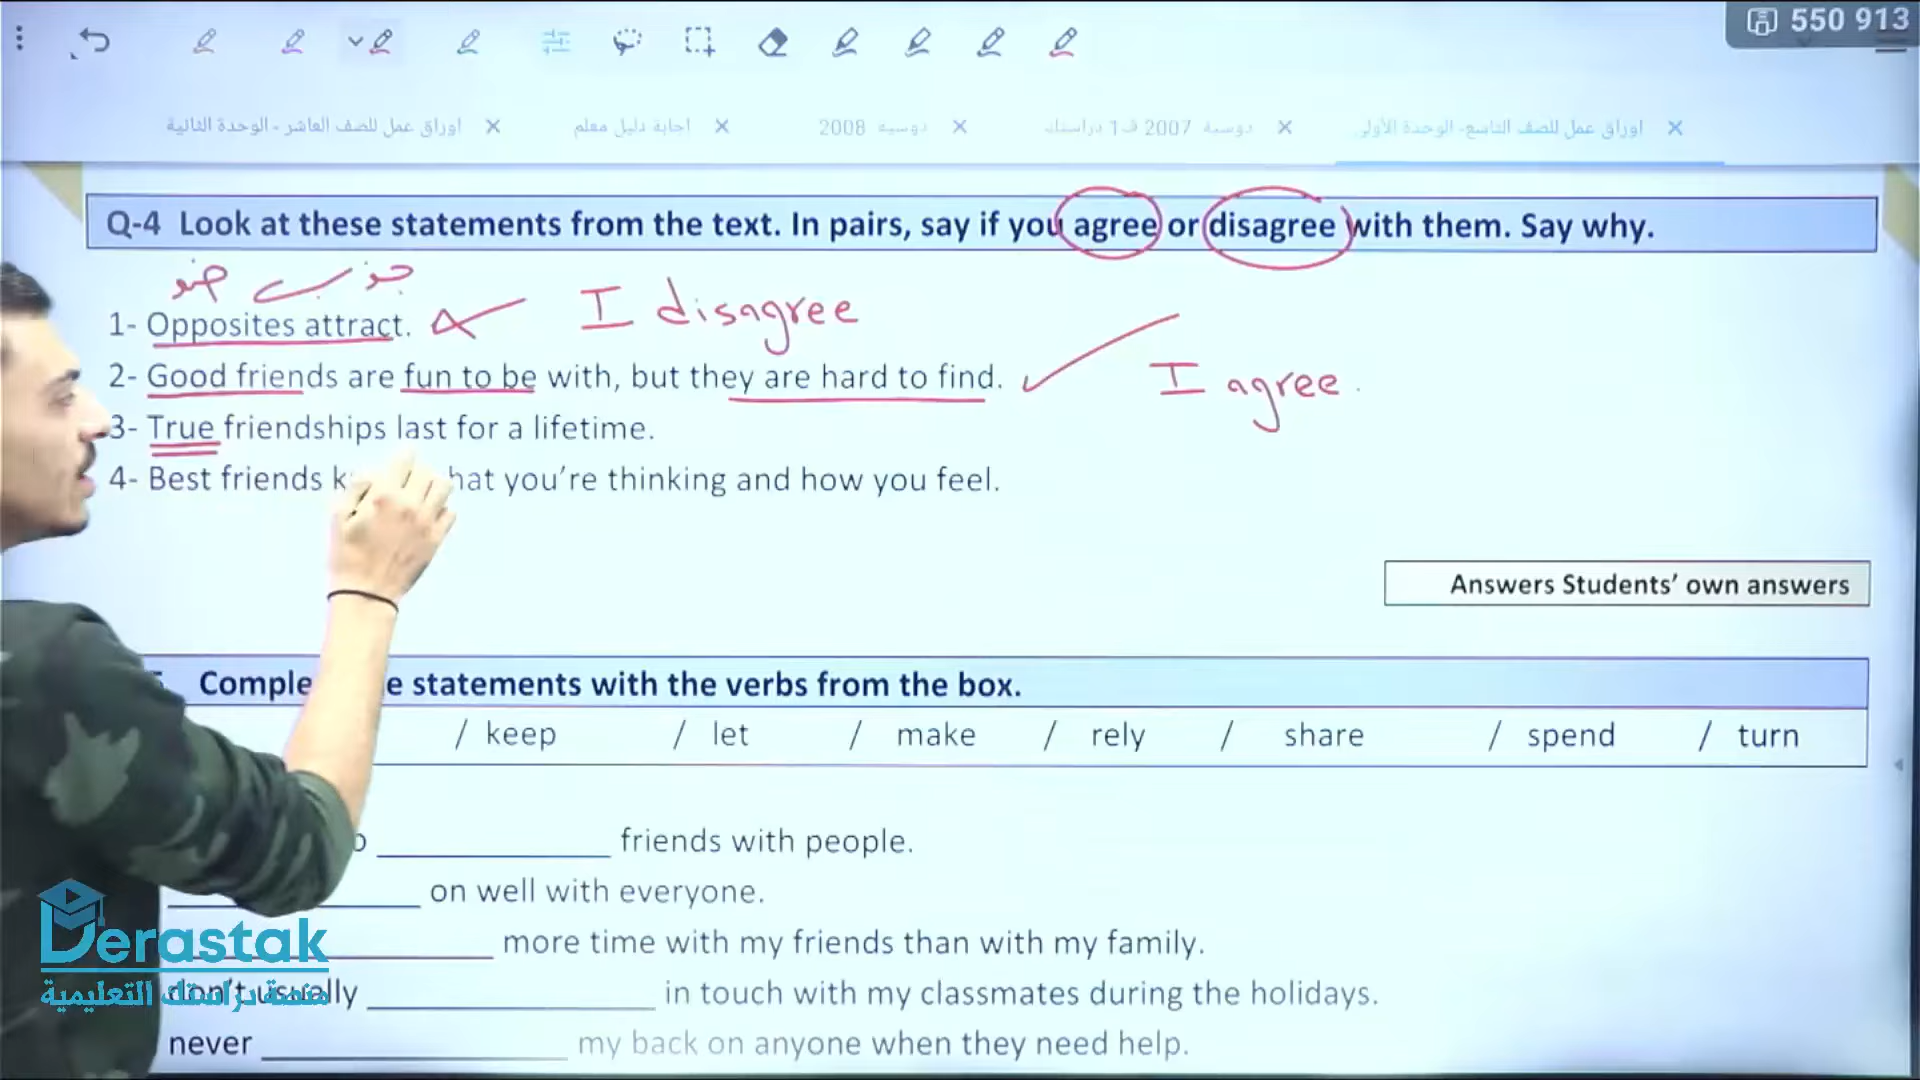 550 913
اوراق عمل للصف العاشر - الوحدة الثانية
اجابة دليل معلم
دوسية 2008
دوسية 2007 ف1 دراستك
اوراق عمل للصف التاسع- الوحدة الأولى
Q-4 Look at these statements from the text. In pairs, say if you agree or disagree with them. Say why.
1- Opposites attract. I disagree
2- Good friends are fun to be with, but they are hard to find. I agree.
3- True friendships last for a lifetime.
4- Best friends hat you’re thinking and how you feel.
Answers Students’ own answers
Comple e statements with the verbs from the box.
/ keep / let / make / rely / share / spend / turn
friends with people.
on well with everyone.
more time with my friends than with my family.
don’t usually in touch with my classmates during the holidays.
never my back on anyone when they need help.
Derastak
منصة دراستك التعليمية